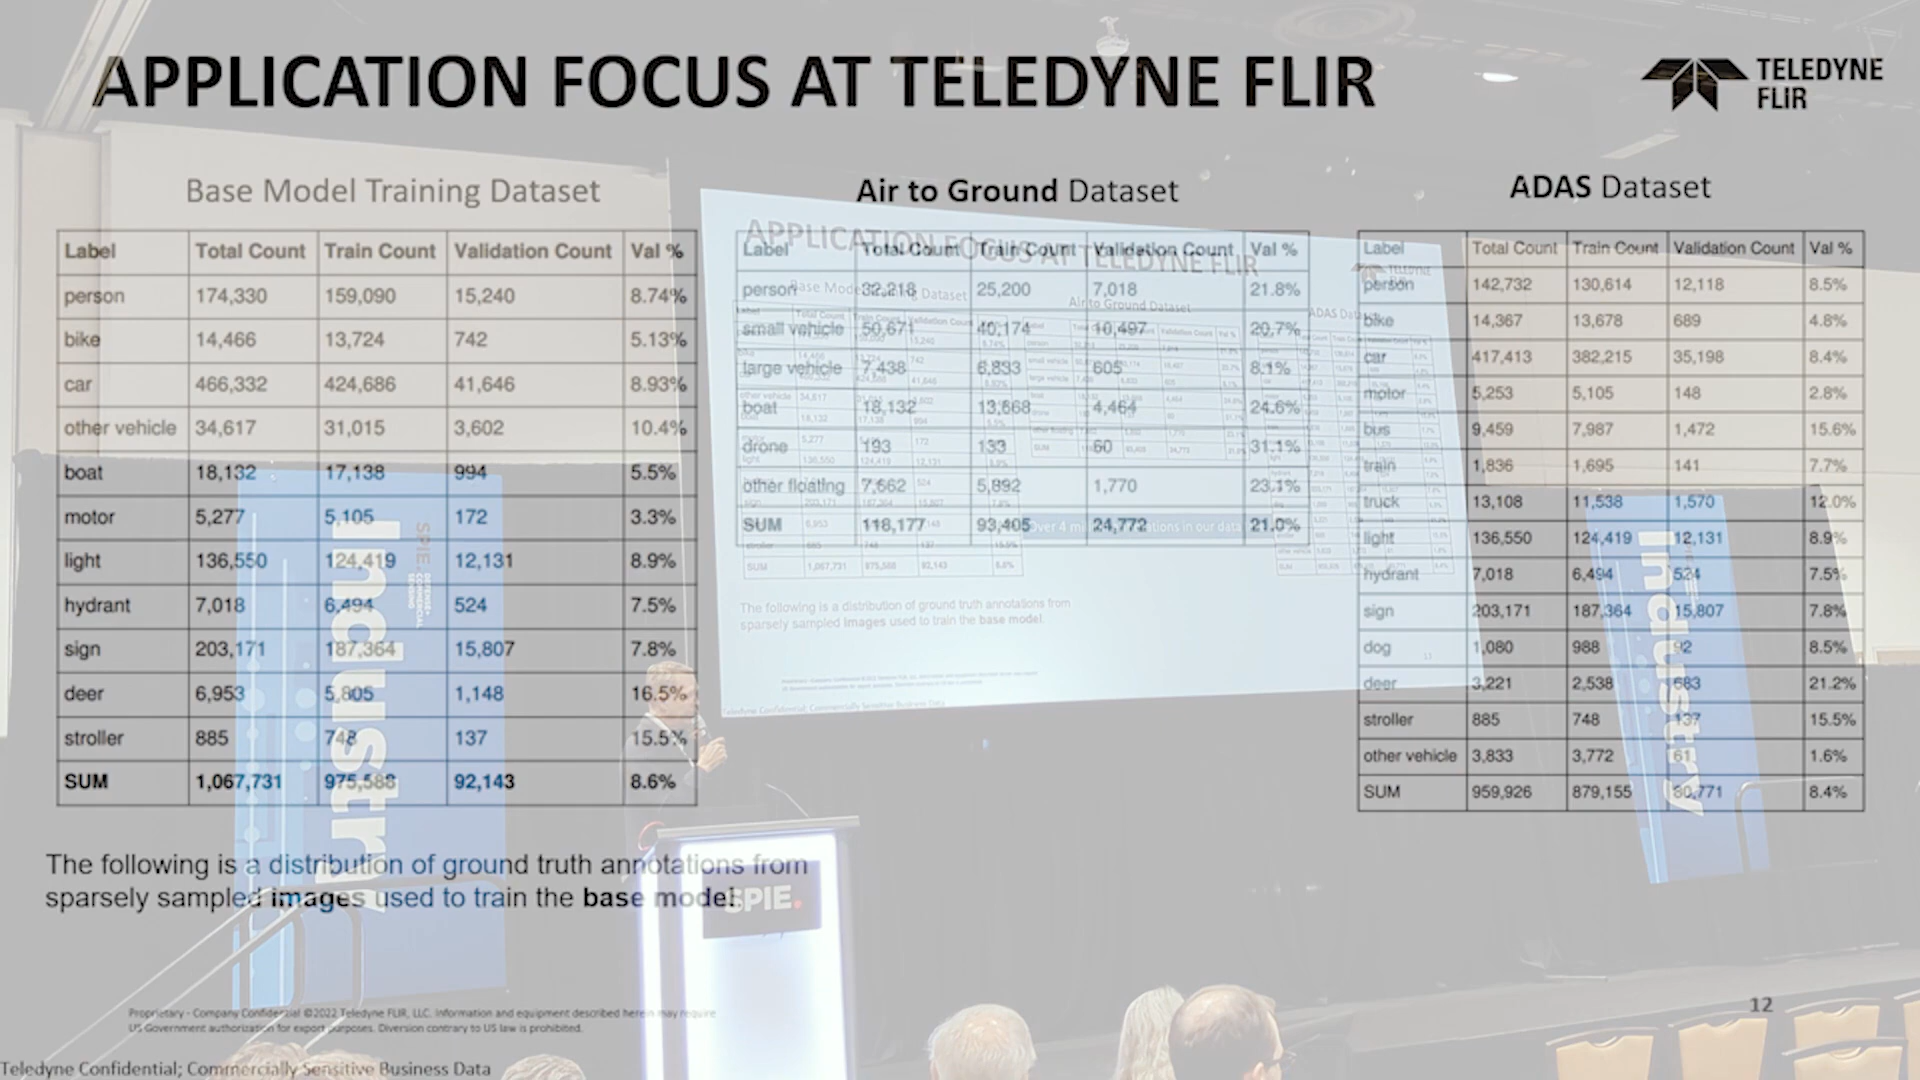 APPLICATION FOCUS AT TELEDYNE FLIR
TELEDYNE
FLIR
Base Model Training Dataset
Label Total Count Train Count Validation Count Val %
person 174,330 159,090 15,240 8.74%
bike 14,466 13,724 742 5.13%
car 466,332 424,686 41,646 8.93%
other vehicle 34,617 31,015 3,602 10.4%
boat 18,132 17,138 994 5.5%
motor 5,277 5,105 172 3.3%
light 136,550 124,419 12,131 8.9%
hydrant 7,018 6,494 524 7.5%
sign 203,171 187,364 15,807 7.8%
deer 6,953 5,805 1,148 16.5%
stroller 885 748 137 15.5%
SUM 1,067,731 975,588 92,143 8.6%
Air to Ground Dataset
Label Total Count Train Count Validation Count Val %
person 32,218 25,200 7,018 21.8%
small vehicle 50,671 40,174 10,497 20.7%
large vehicle 7,438 6,833 605 8.1%
boat 18,132 13,668 4,464 24.6%
drone 193 133 60 31.1%
other floating 7,662 5,892 1,770 23.1%
SUM 118,177 93,405 24,772 21.0%
ADAS Dataset
Label Total Count Train Count Validation Count Val %
person 142,732 130,614 12,118 8.5%
bike 14,367 13,678 689 4.8%
car 417,413 382,215 35,198 8.4%
motor 5,253 5,105 148 2.8%
bus 9,459 7,987 1,472 15.6%
train 1,836 1,695 141 7.7%
truck 13,108 11,538 1,570 12.0%
light 136,550 124,419 12,131 8.9%
hydrant 7,018 6,494 524 7.5%
sign 203,171 187,364 15,807 7.8%
dog 1,080 988 92 8.5%
deer 3,221 2,538 683 21.2%
stroller 885 748 137 15.5%
other vehicle 3,833 3,772 61 1.6%
SUM 959,926 879,155 80,771 8.4%
The following is a distribution of ground truth annotations from
sparsely sampled images used to train the base model.
Proprietary - Company Confidential ©2022 Teledyne FLIR, LLC. Information and equipment described herein may require
US Government authorization for export purposes. Diversion contrary to US law is prohibited.
12
Teledyne Confidential; Commercially Sensitive Business Data
APPLICATION FOCUS AT TELEDYNE FLIR
Air to Ground Dataset
The following is a distribution of ground truth annotations from
sparsely sampled images used to train the base model.
Teledyne Confidential; Commercially Sensitive Business Data
SPIE.
Industry
Industry
SPIE.